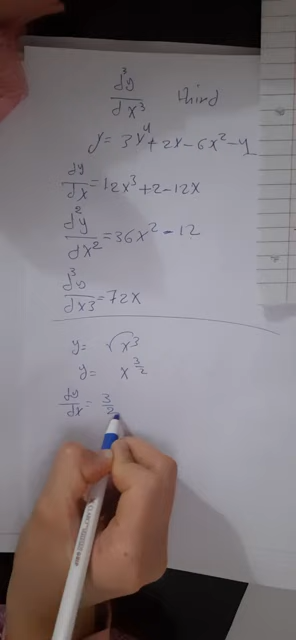 d³y/dx³ third
y = 3x⁴ + 2x - 6x² - 4
dy/dx = 12x³ + 2 - 12x
d²y/dx² = 36x² - 12
d³y/dx3 = 72x
y = √x³
y = x^3/2
dy/dx = 3/2